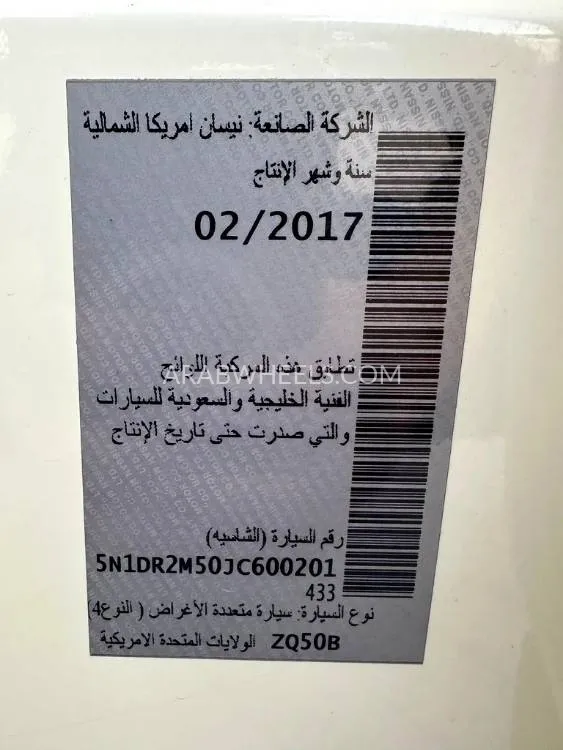 الشركة الصانعة: نيسان امريكا الشمالية
سنة وشهر الإنتاج
02/2017
تطابق هذه المركبة اللوائح
ARABWHEELS.COM
الفنية الخليجية والسعودية للسيارات
والتي صدرت حتى تاريخ الإنتاج
رقم السيارة (الشاسيه)
5N1DR2M50JC600201
433
نوع السيارة: سيارة متعددة الأغراض ( النوع4)
ZQ50B الولايات المتحدة الامريكية